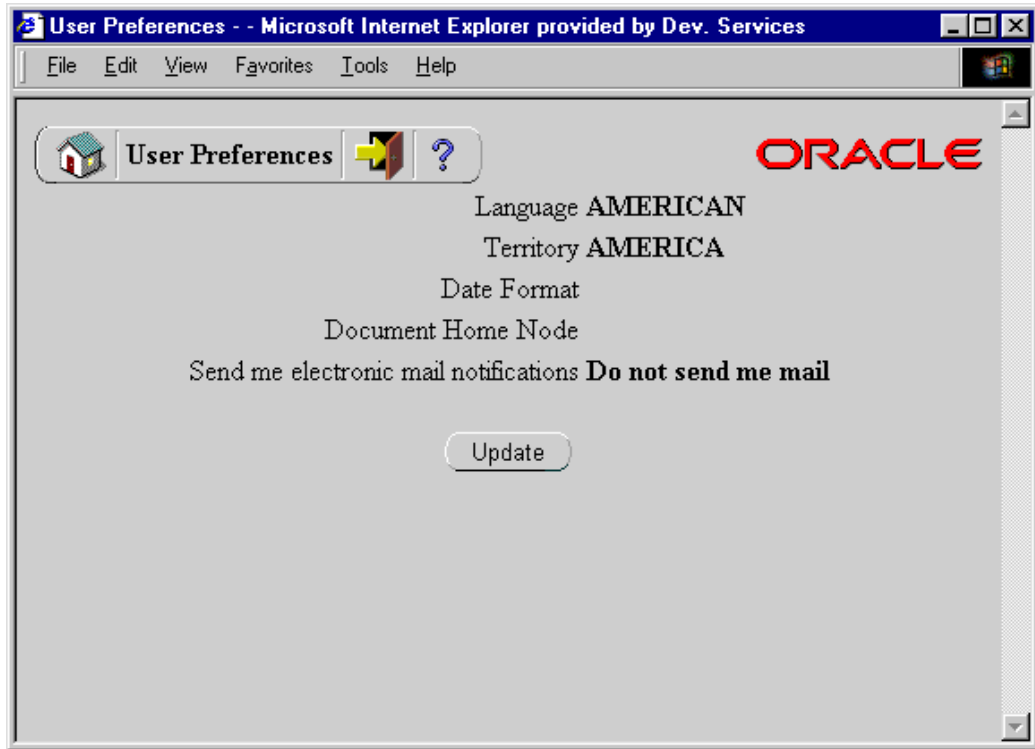 User Preferences - - Microsoft Internet Explorer provided by Dev. Services
File Edit View Favorites Tools Help
User Preferences ?
ORACLE
Language AMERICAN
Territory AMERICA
Date Format
Document Home Node
Send me electronic mail notifications Do not send me mail
Update